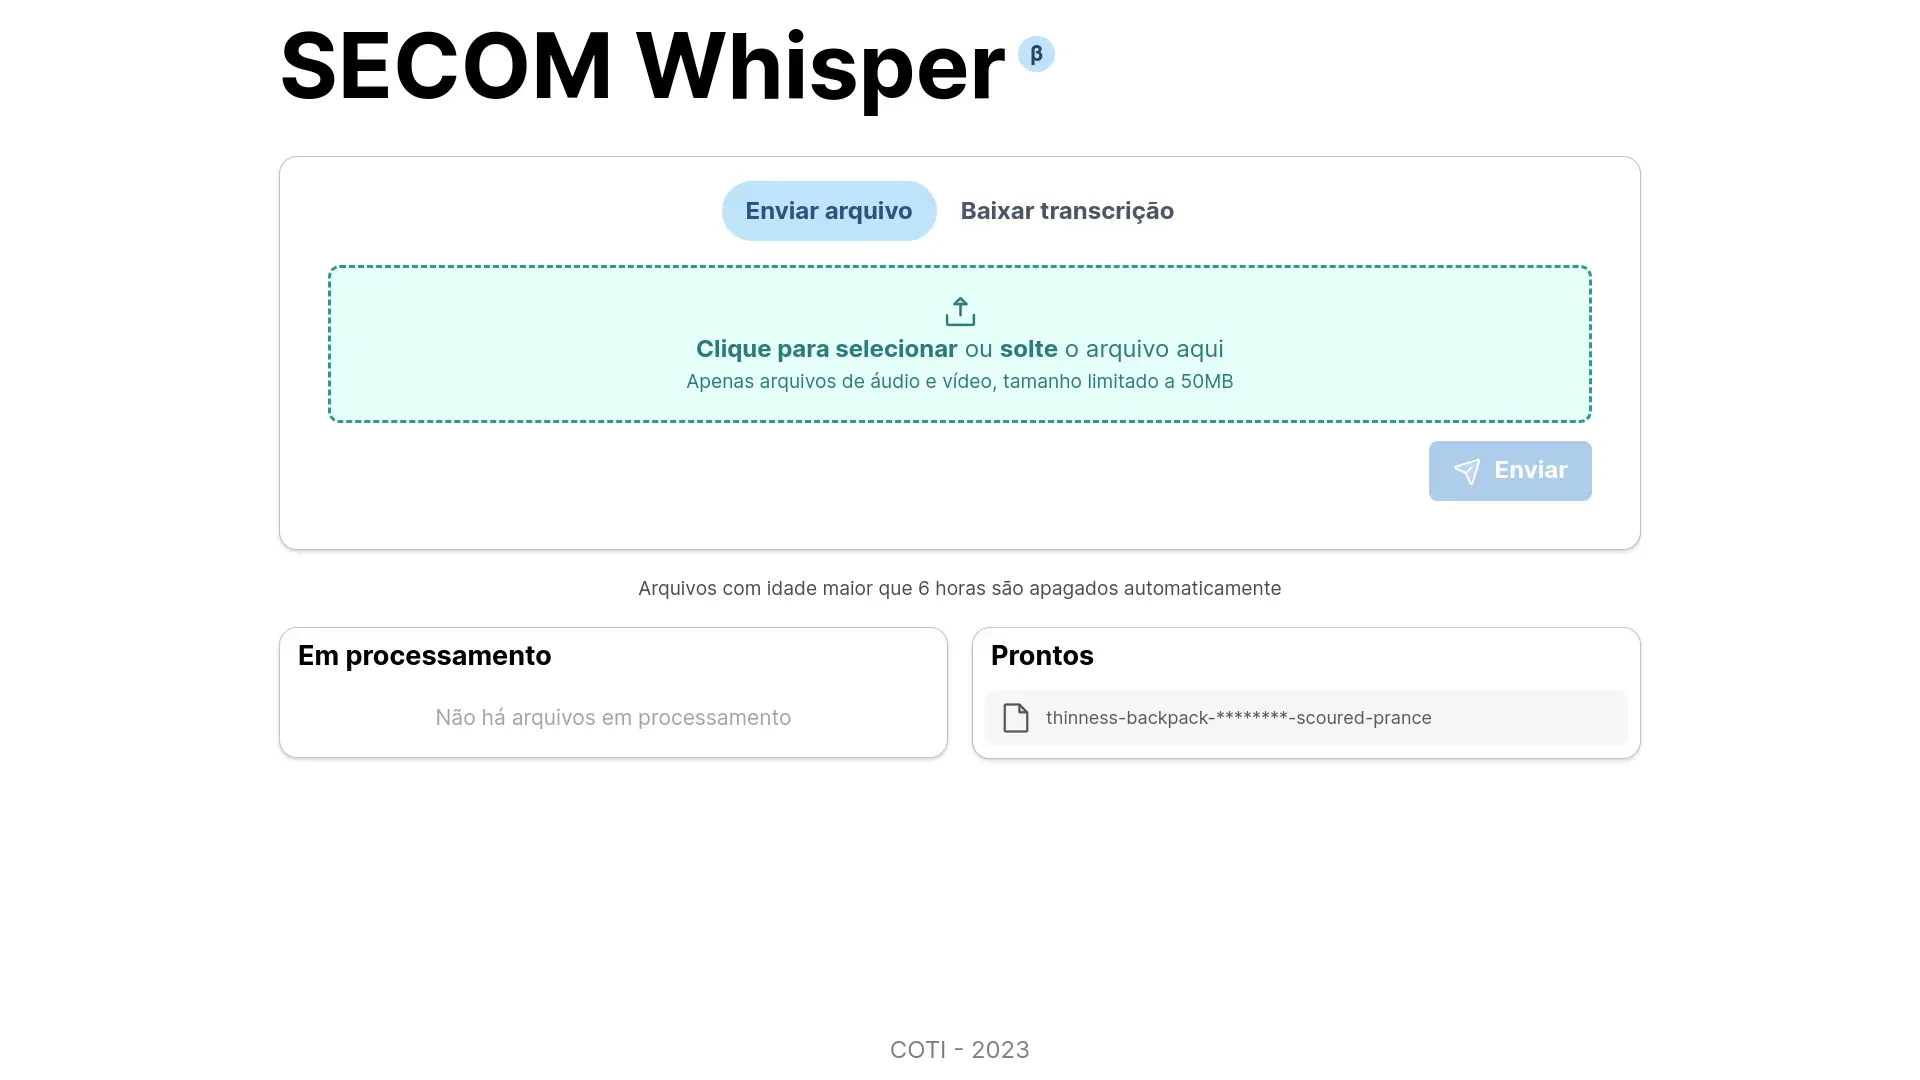 SECOM Whisper β
Enviar arquivo
Baixar transcrição
Clique para selecionar ou solte o arquivo aqui
Apenas arquivos de áudio e vídeo, tamanho limitado a 50MB
Enviar
Arquivos com idade maior que 6 horas são apagados automaticamente
Em processamento
Não há arquivos em processamento
Prontos
thinness-backpack-********-scoured-prance
COTI - 2023